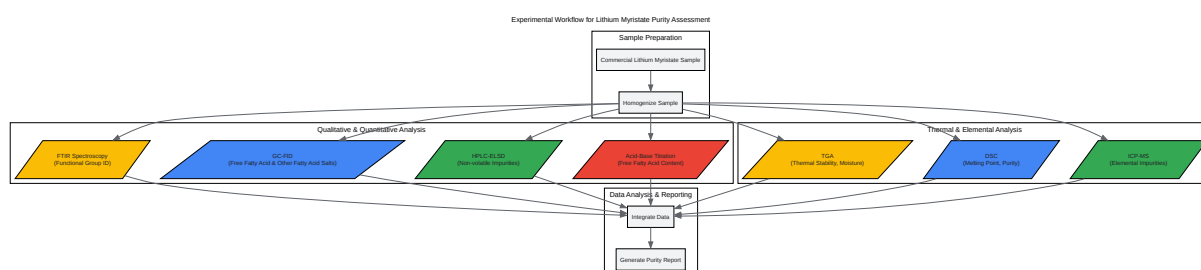 Experimental Workflow for Lithium Myristate Purity Assessment
Sample Preparation
Commercial Lithium Myristate Sample
Homogenize Sample
Qualitative & Quantitative Analysis
Thermal & Elemental Analysis
FTIR Spectroscopy
(Functional Group ID)
GC-FID
(Free Fatty Acid & Other Fatty Acid Salts)
HPLC-ELSD
(Non-volatile Impurities)
Acid-Base Titration
(Free Fatty Acid Content)
TGA
(Thermal Stability, Moisture)
DSC
(Melting Point, Purity)
ICP-MS
(Elemental Impurities)
Data Analysis & Reporting
Integrate Data
Generate Purity Report